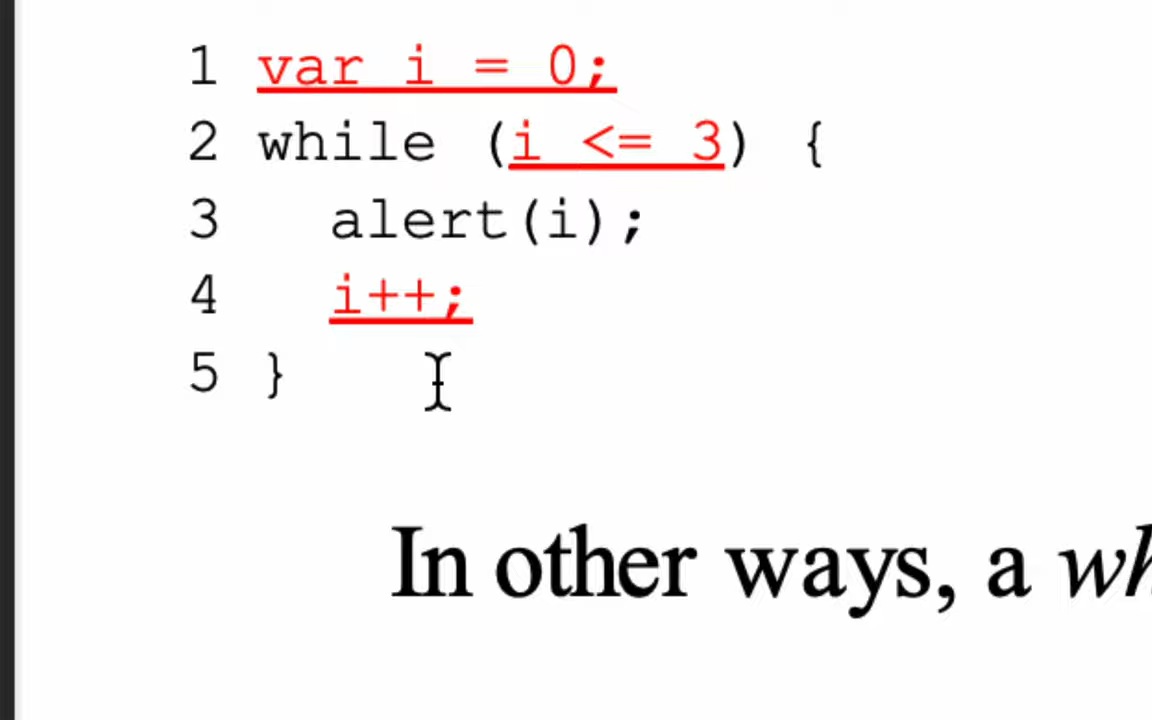 1 var i = 0;
2 while (i <= 3) {
3   alert(i);
4   i++;
5 }
In other ways, a